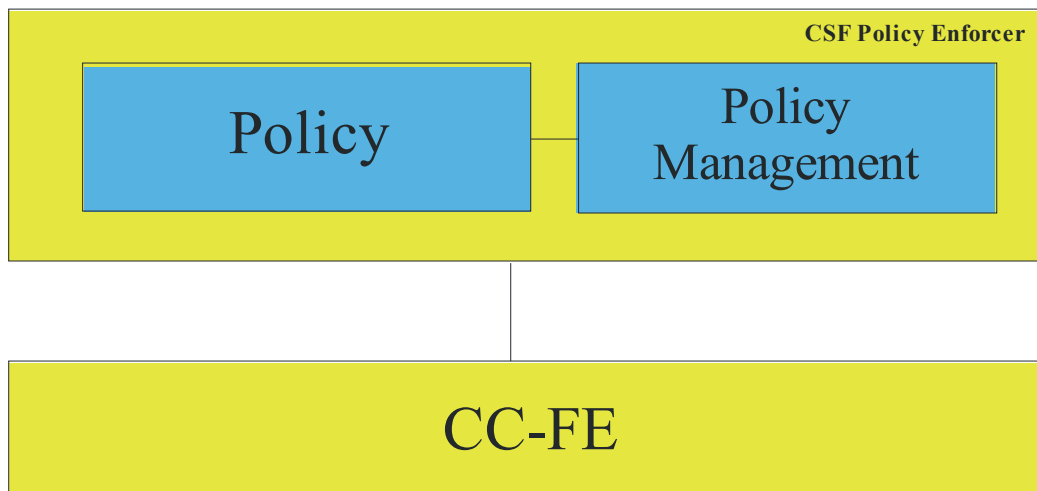 CSF Policy Enforcer
Policy
Policy
Management
CC-FE